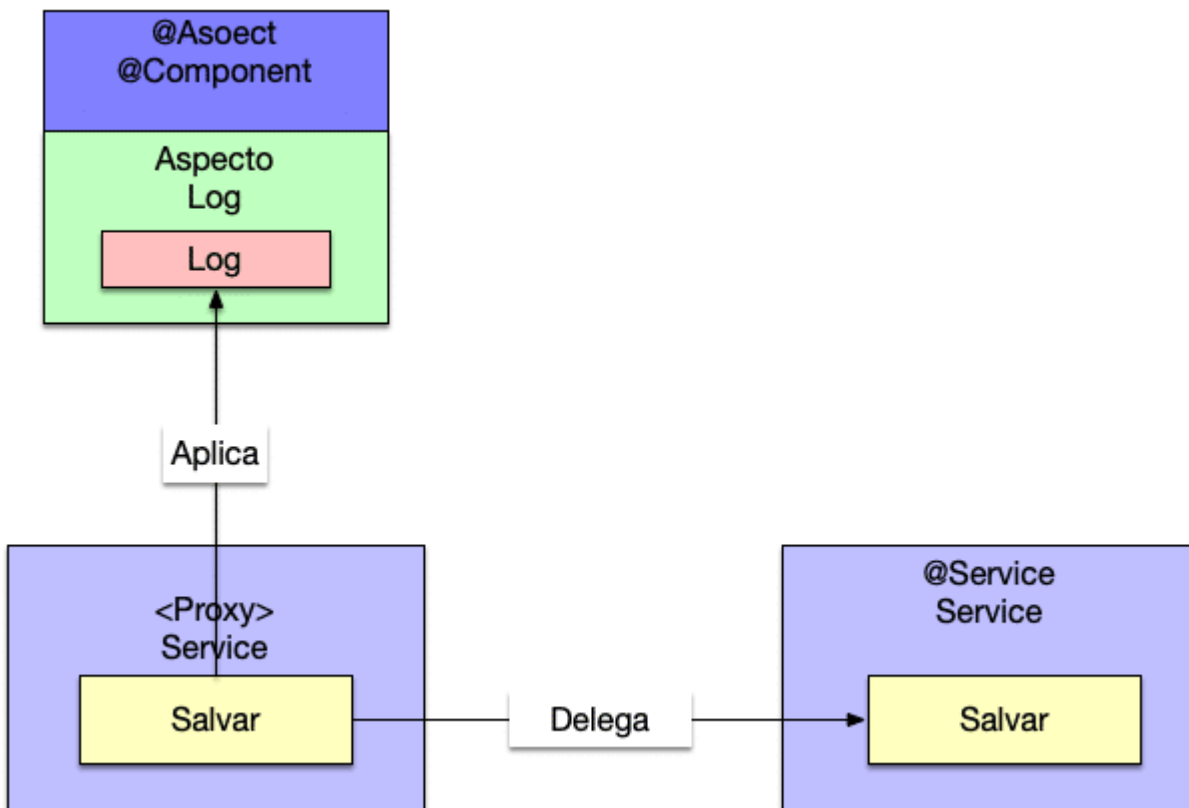 @Asoect
@Component
Aspecto
Log
Log
Aplica
<Proxy>
Service
Salvar
Delega
@Service
Service
Salvar